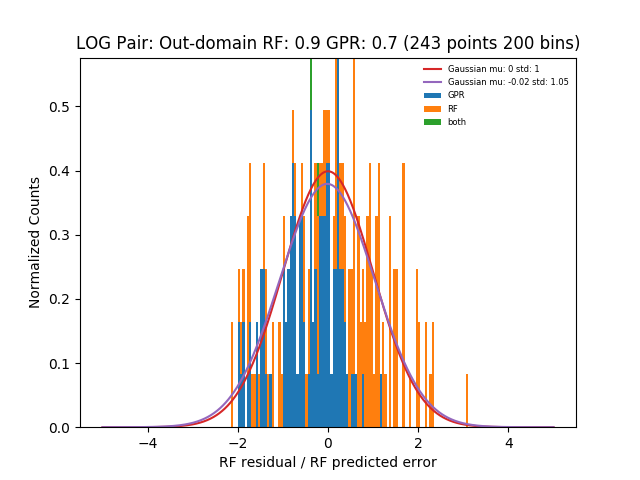 LOG Pair: Out-domain RF: 0.9 GPR: 0.7 (243 points 200 bins)
Gaussian mu: 0 std: 1
Gaussian mu: -0.02 std: 1.05
GPR
RF
both
Normalized Counts
0.5
0.4
0.3
0.2
0.1
0.0
−4 −2 0 2 4
RF residual / RF predicted error